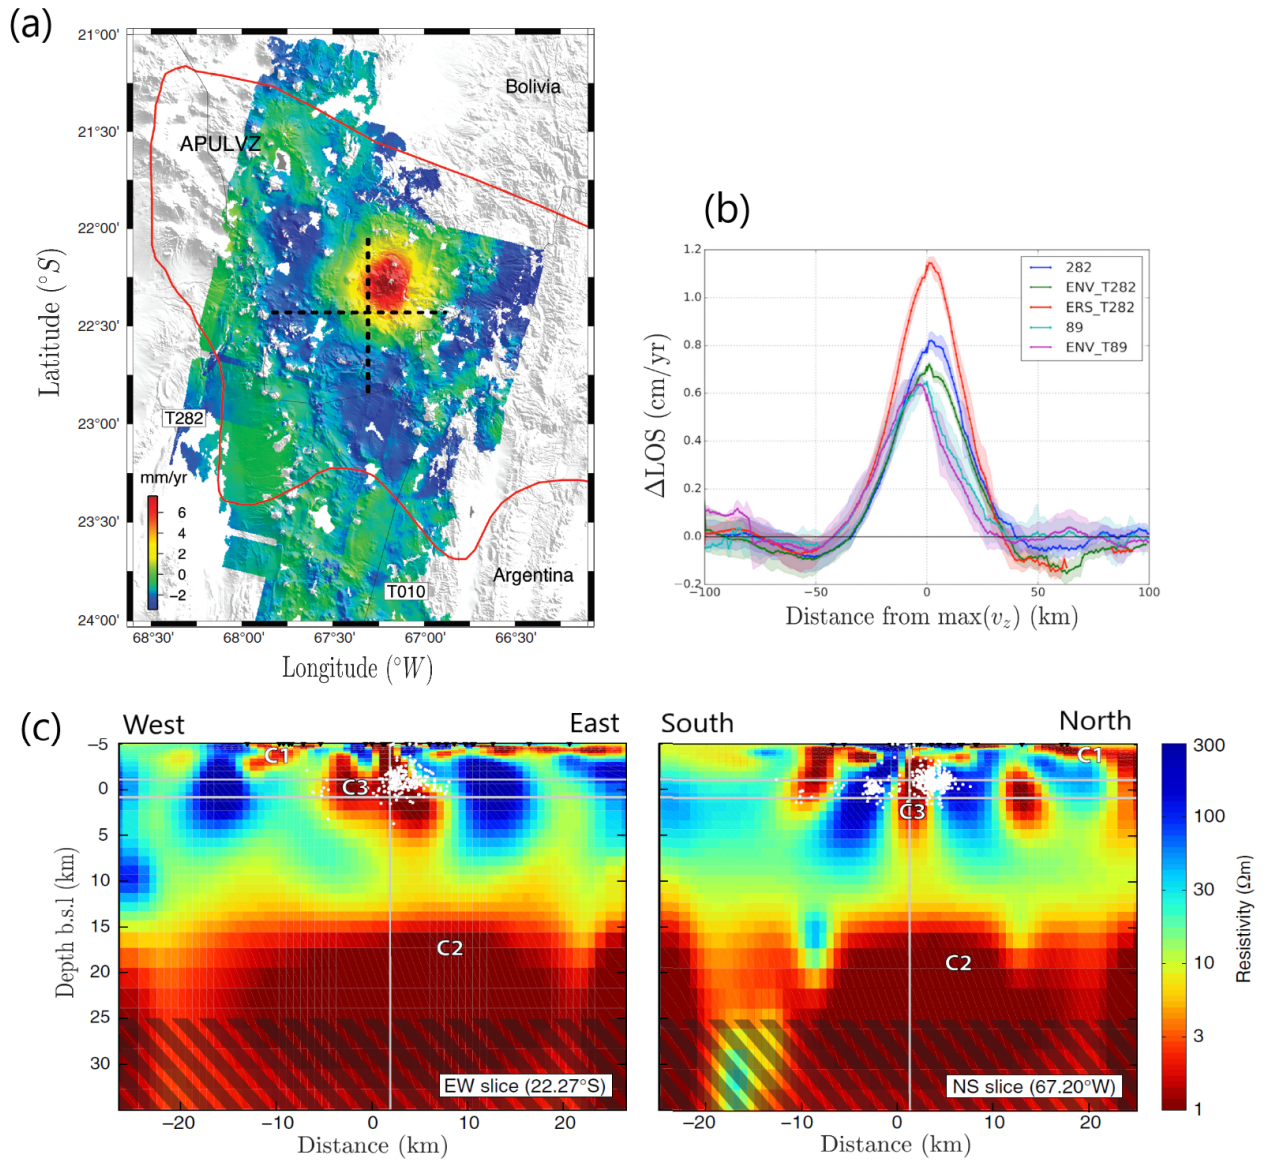 (a)
21°00'
21°30'
22°00'
22°30'
23°00'
23°30'
24°00'
Latitude (°S)
Bolivia
APULVZ
T282
mm/yr
6
4
2
0
−2
T010
Argentina
68°30'
68°00'
67°30'
67°00'
66°30'
Longitude (°W)
(b)
1.2
1.0
0.8
0.6
0.4
0.2
0.0
−0.2
ΔLOS (cm/yr)
282
ENV_T282
ERS_T282
89
ENV_T89
−100
−50
0
50
100
Distance from max(v_z) (km)
(c)
West
East
−5
0
5
10
15
20
25
30
Depth b.s.l (km)
C1
C3
C2
EW slice (22.27°S)
−20
−10
0
10
20
Distance (km)
South
North
C1
C3
C2
NS slice (67.20°W)
−20
−10
0
10
20
Distance (km)
300
100
30
10
3
1
Resistivity (Ωm)